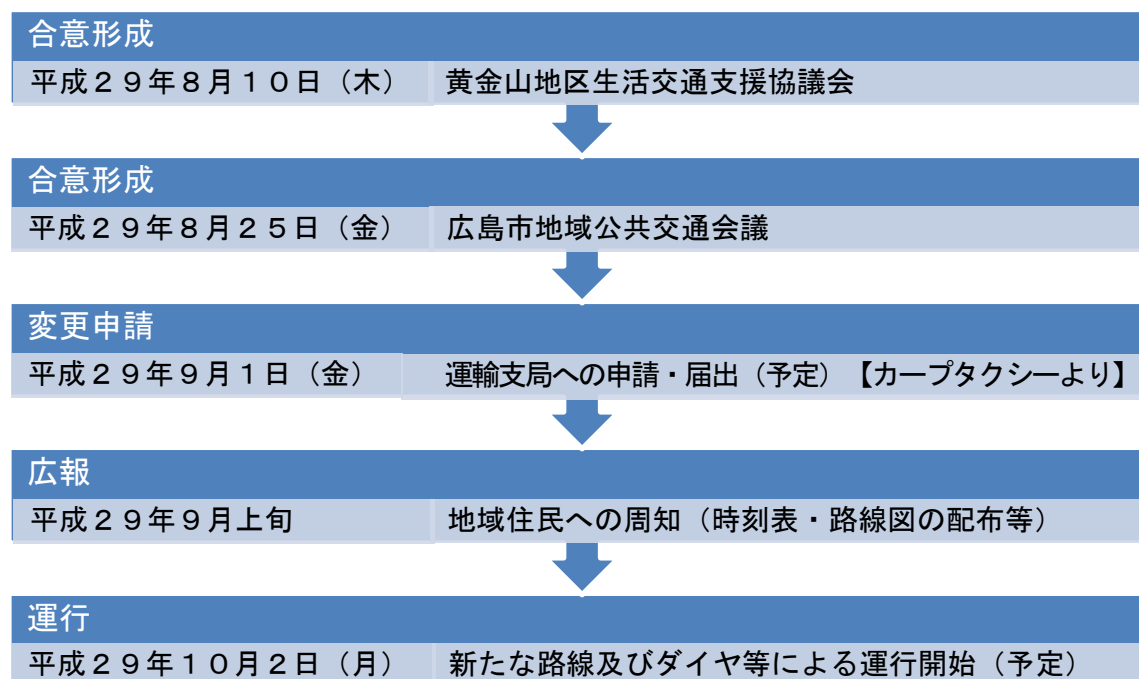 合意形成
平成２９年８月１０日（木） 黄金山地区生活交通支援協議会
合意形成
平成２９年８月２５日（金） 広島市地域公共交通会議
変更申請
平成２９年９月１日（金） 運輸支局への申請・届出（予定）【カープタクシーより】
広報
平成２９年９月上旬 地域住民への周知（時刻表・路線図の配布等）
運行
平成２９年１０月２日（月） 新たな路線及びダイヤ等による運行開始（予定）